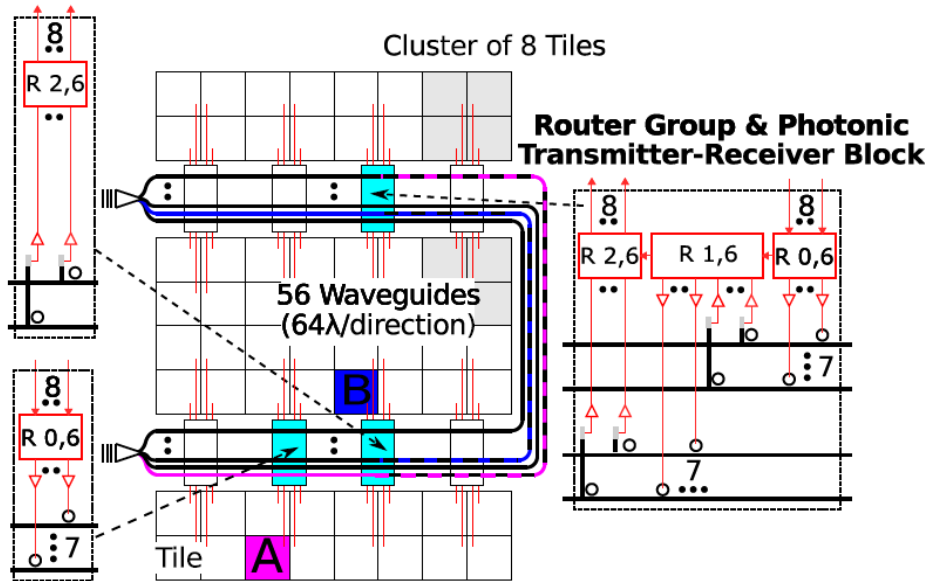 Cluster of 8 Tiles
8
R 2,6
Router Group & Photonic
Transmitter-Receiver Block
8
8
R 2,6
R 1,6
R 0,6
7
7
56 Waveguides
(64λ/direction)
B
8
R 0,6
7
Tile
A